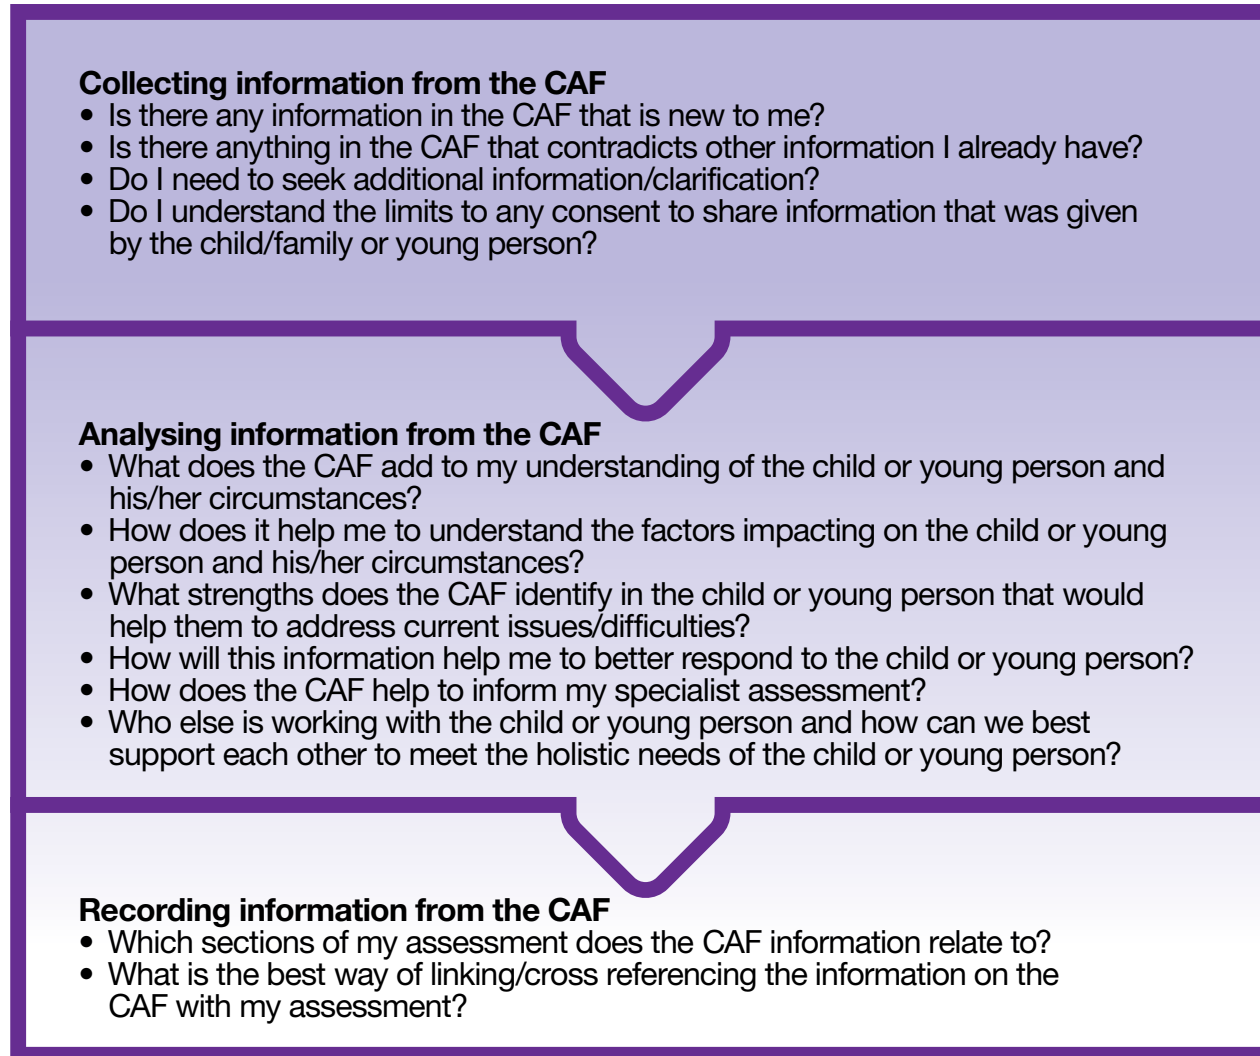 Collecting information from the CAF
• Is there any information in the CAF that is new to me?
• Is there anything in the CAF that contradicts other information I already have?
• Do I need to seek additional information/clarification?
• Do I understand the limits to any consent to share information that was given
by the child/family or young person?
Analysing information from the CAF
• What does the CAF add to my understanding of the child or young person and
his/her circumstances?
• How does it help me to understand the factors impacting on the child or young
person and his/her circumstances?
• What strengths does the CAF identify in the child or young person that would
help them to address current issues/difficulties?
• How will this information help me to better respond to the child or young person?
• How does the CAF help to inform my specialist assessment?
• Who else is working with the child or young person and how can we best
support each other to meet the holistic needs of the child or young person?
Recording information from the CAF
• Which sections of my assessment does the CAF information relate to?
• What is the best way of linking/cross referencing the information on the
CAF with my assessment?